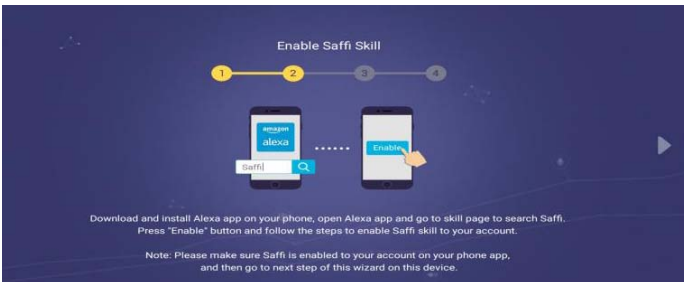 Enable Saffi Skill
1 2 3 4
amazon
alexa
Saffi
Enable
Download and install Alexa app on your phone, open Alexa app and go to skill page to search Saffi.
Press "Enable" button and follow the steps to enable Saffi skill to your account.
Note: Please make sure Saffi is enabled to your account on your phone app,
and then go to next step of this wizard on this device.